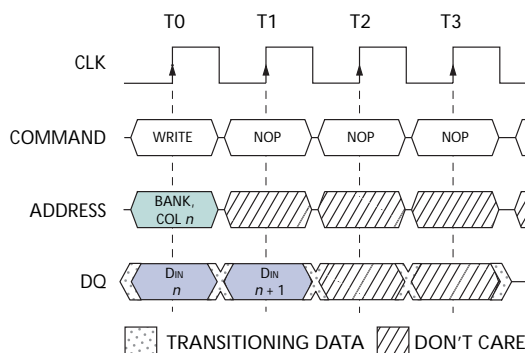 T0 T1 T2 T3
CLK
COMMAND WRITE NOP NOP NOP
ADDRESS BANK,
COL n
DQ DIN
n
DIN
n + 1
TRANSITIONING DATA DON'T CARE